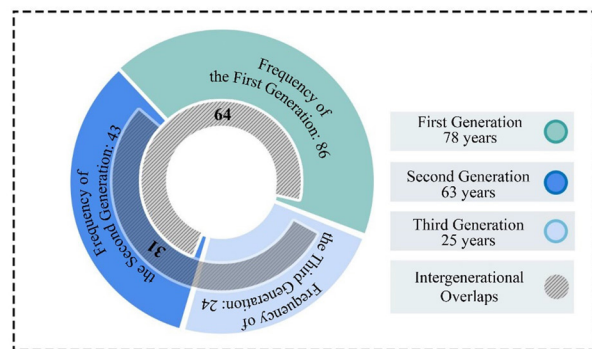 Frequency of
the First Generation: 86
64
Frequency of
the Second Generation: 43
31
the Third Generation: 24
Frequency of
First Generation
78 years
Second Generation
63 years
Third Generation
25 years
Intergenerational
Overlaps